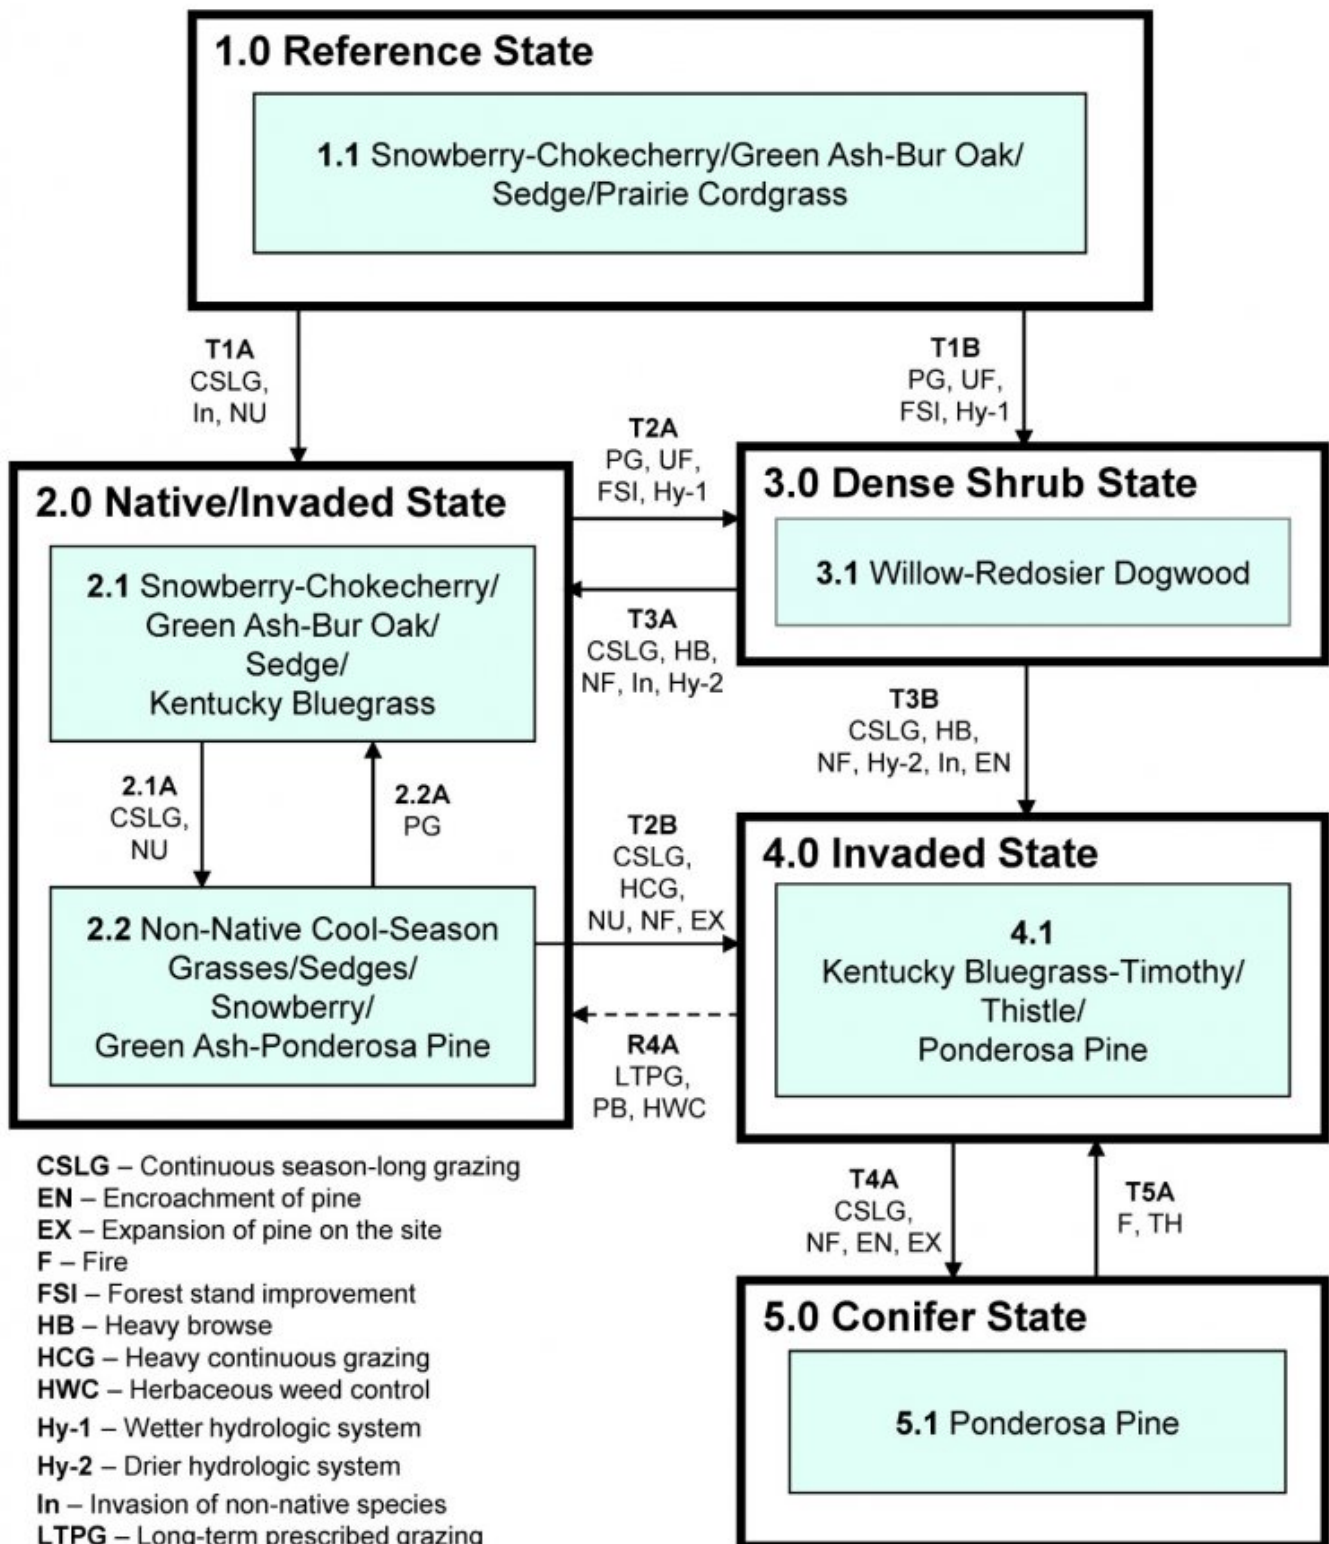 1.0 Reference State
1.1 Snowberry-Chokecherry/Green Ash-Bur Oak/
Sedge/Prairie Cordgrass
T1A
CSLG,
In, NU
T1B
PG, UF,
FSI, Hy-1
T2A
PG, UF,
FSI, Hy-1
2.0 Native/Invaded State
2.1 Snowberry-Chokecherry/
Green Ash-Bur Oak/
Sedge/
Kentucky Bluegrass
2.1A
CSLG,
NU
2.2A
PG
2.2 Non-Native Cool-Season
Grasses/Sedges/
Snowberry/
Green Ash-Ponderosa Pine
3.0 Dense Shrub State
3.1 Willow-Redosier Dogwood
T3A
CSLG, HB,
NF, In, Hy-2
T3B
CSLG, HB,
NF, Hy-2, In, EN
T2B
CSLG,
HCG,
NU, NF, EX
R4A
LTPG,
PB, HWC
4.0 Invaded State
4.1
Kentucky Bluegrass-Timothy/
Thistle/
Ponderosa Pine
T4A
CSLG,
NF, EN, EX
T5A
F, TH
5.0 Conifer State
5.1 Ponderosa Pine
CSLG – Continuous season-long grazing
EN – Encroachment of pine
EX – Expansion of pine on the site
F – Fire
FSI – Forest stand improvement
HB – Heavy browse
HCG – Heavy continuous grazing
HWC – Herbaceous weed control
Hy-1 – Wetter hydrologic system
Hy-2 – Drier hydrologic system
In – Invasion of non-native species
LTPG – Long-term prescribed grazing